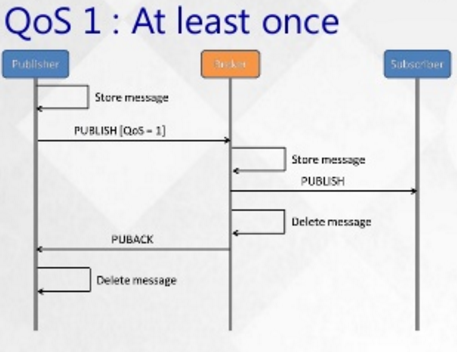 QoS 1 : At least once
Publisher
Broker
Subscriber
Store message
PUBLISH [QoS = 1]
Store message
PUBLISH
Delete message
PUBACK
Delete message